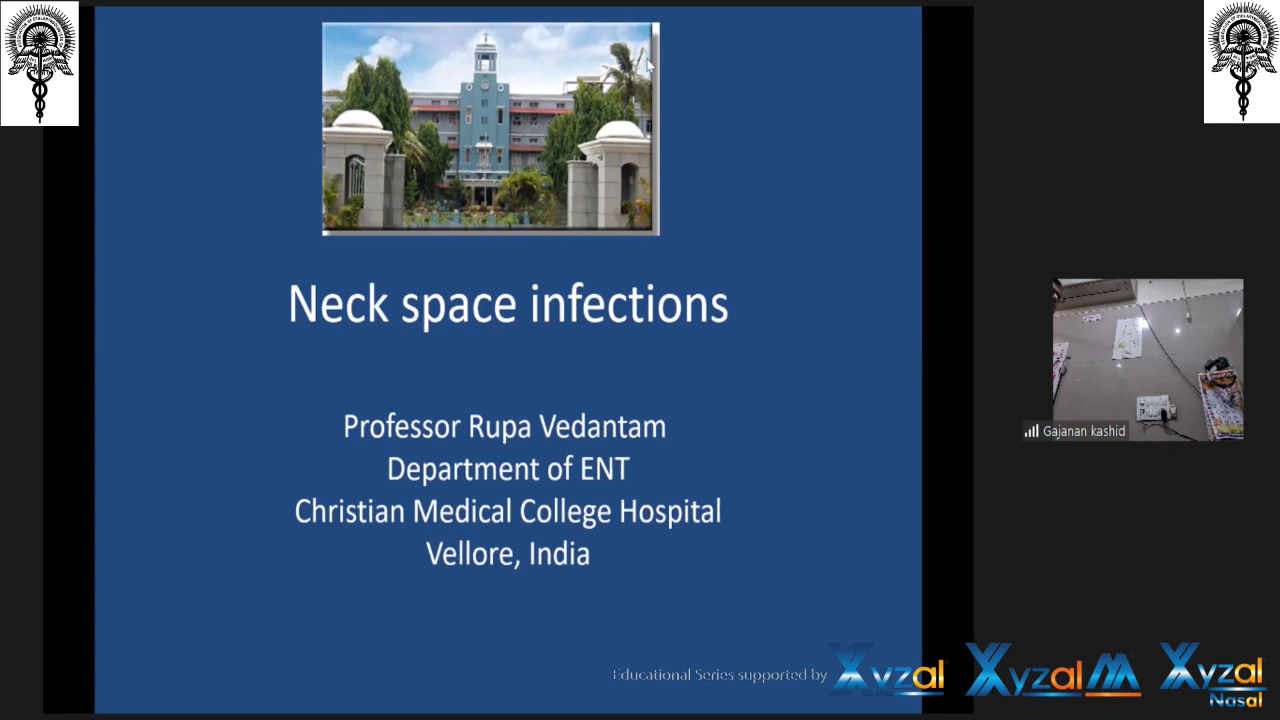 Neck space infections
Professor Rupa Vedantam
Department of ENT
Christian Medical College Hospital
Vellore, India
Gajanan kashid
Educational Series supported by
Xyzal
Xyzal M
Xyzal
Nasal